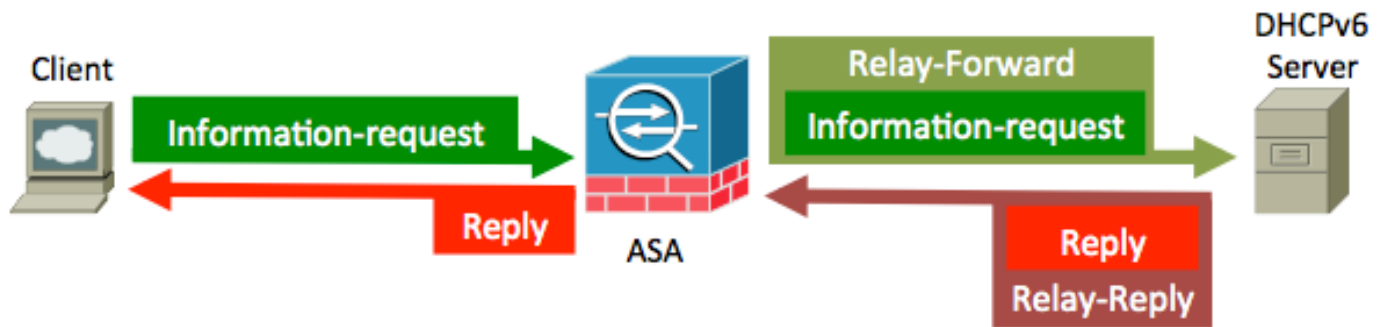 Client
Information-request
Reply
ASA
Relay-Forward
Information-request
Reply
Relay-Reply
DHCPv6
Server